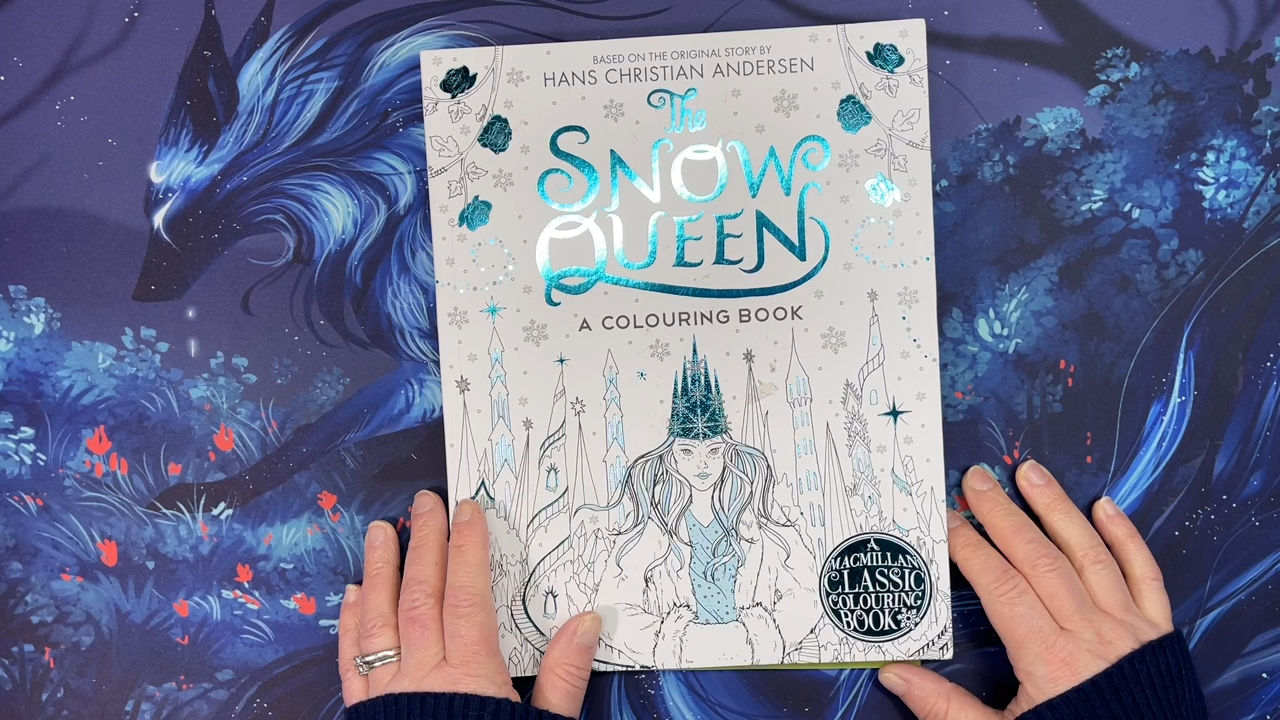 BASED ON THE ORIGINAL STORY BY
HANS CHRISTIAN ANDERSEN
The
SNOW
QUEEN
A COLOURING BOOK
A
MACMILLAN
CLASSIC
COLOURING
BOOK